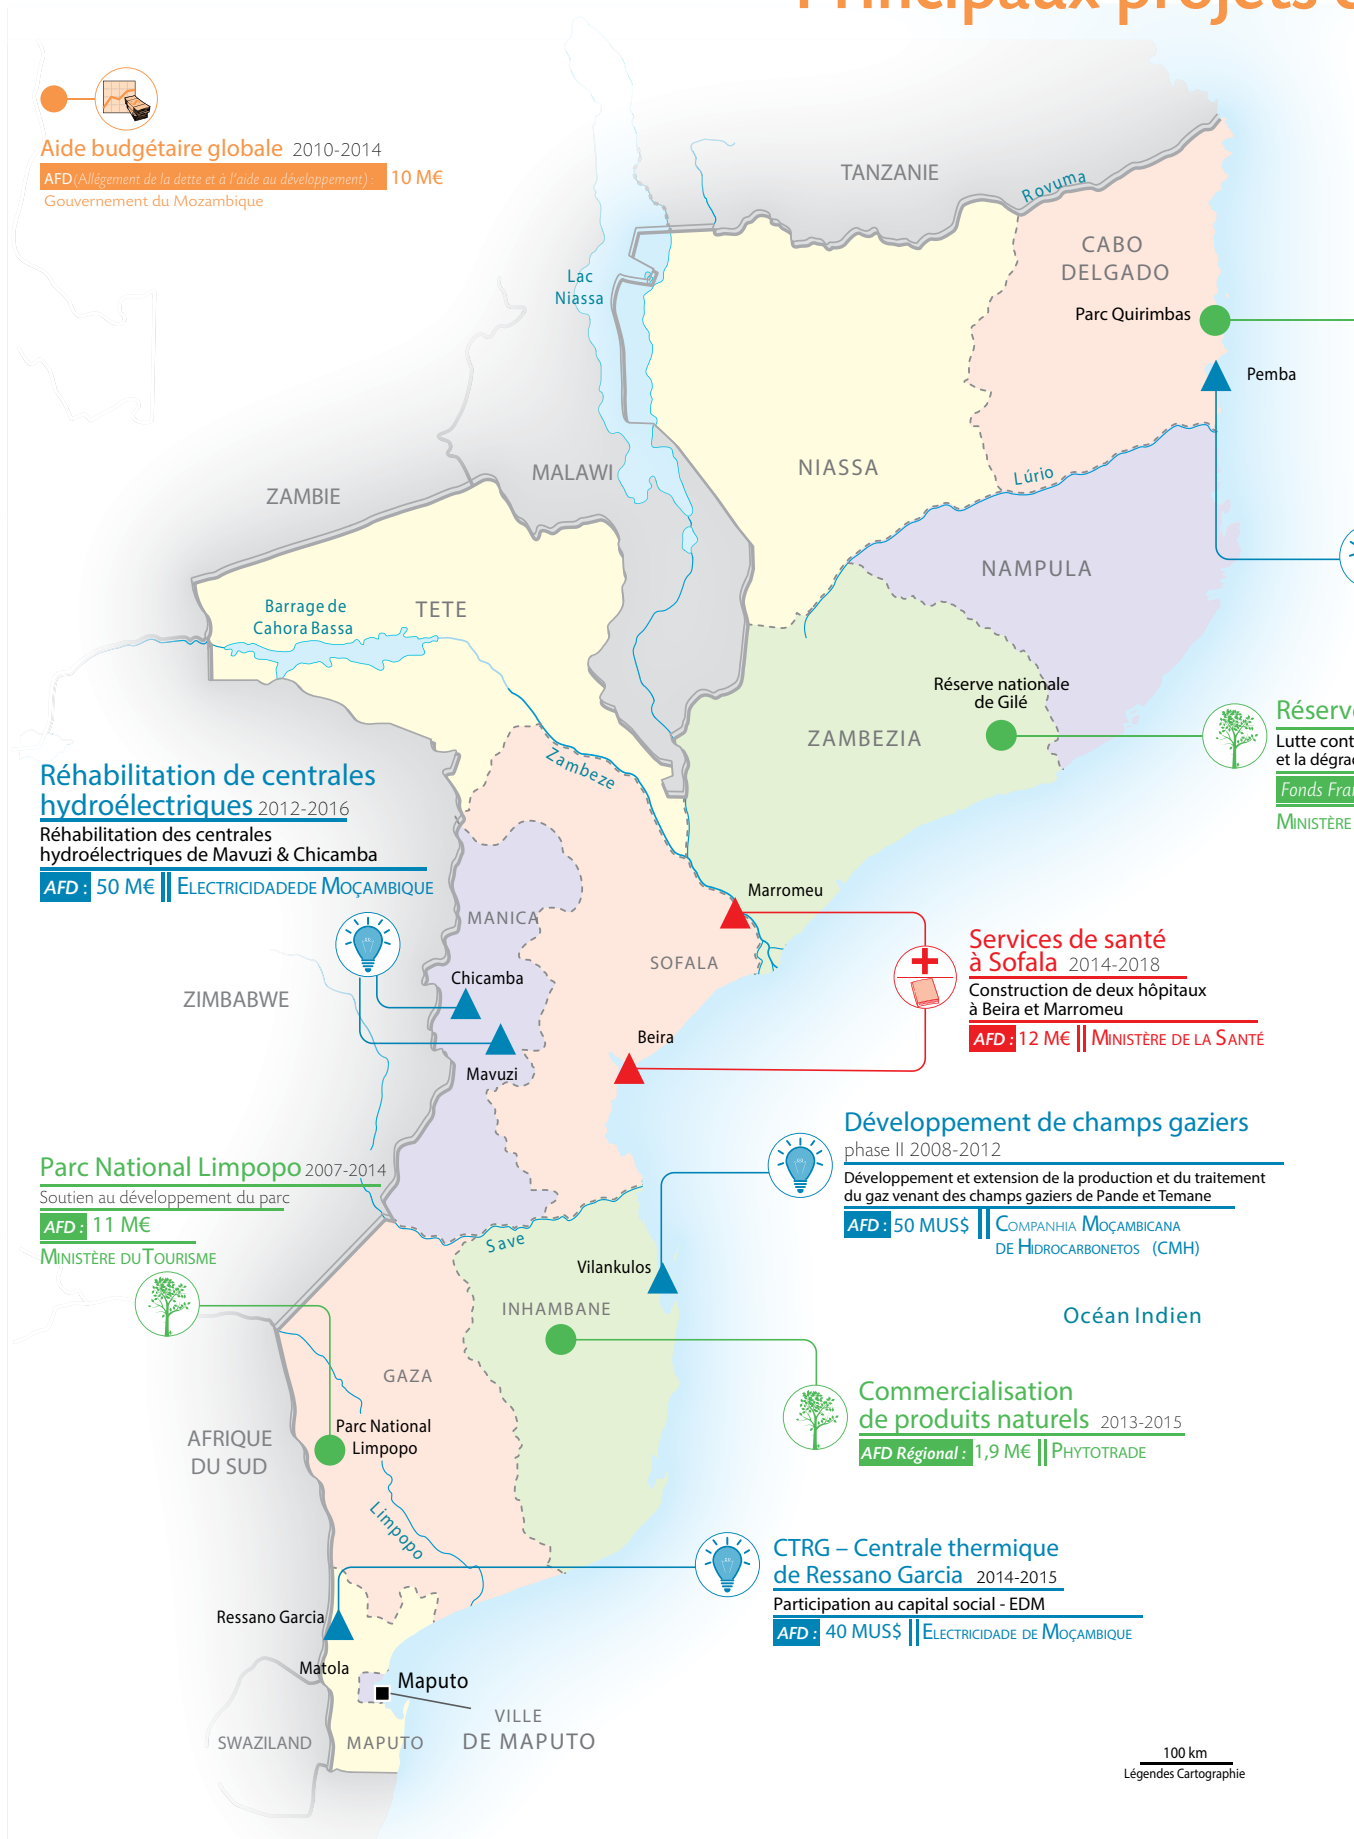 Principaux projets
Aide budgétaire globale 2010-2014
AFD (Allégement de la dette et à l'aide au développement) : 10 M€
Gouvernement du Mozambique
TANZANIE
Rovuma
CABO
DELGADO
Lac
Niassa
Parc Quirimbas
Pemba
NIASSA
MALAWI
Lúrio
ZAMBIE
NAMPULA
Barrage de
Cahora Bassa
TETE
Réserve nationale
de Gilé
ZAMBEZIA
Réserve
Lutte cont
et la dégra
Fonds Fra
MINISTÈRE
Zambeze
Réhabilitation de centrales
hydroélectriques 2012-2016
Réhabilitation des centrales
hydroélectriques de Mavuzi & Chicamba
AFD : 50 M€ || ELECTRICIDADEDE MOÇAMBIQUE
Marromeu
MANICA
SOFALA
Services de santé
à Sofala 2014-2018
Construction de deux hôpitaux
à Beira et Marromeu
AFD : 12 M€ || MINISTÈRE DE LA SANTÉ
Chicamba
ZIMBABWE
Beira
Mavuzi
Développement de champs gaziers
phase II 2008-2012
Développement et extension de la production et du traitement
du gaz venant des champs gaziers de Pande et Temane
AFD : 50 MUS$ || COMPANHIA MOÇAMBICANA
DE HIDROCARBONETOS (CMH)
Parc National Limpopo 2007-2014
Soutien au développement du parc
AFD : 11 M€
MINISTÈRE DU TOURISME
Save
Vilankulos
INHAMBANE
Océan Indien
GAZA
Commercialisation
de produits naturels 2013-2015
AFD Régional : 1,9 M€ || PHYTOTRADE
Parc National
Limpopo
AFRIQUE
DU SUD
Limpopo
CTRG – Centrale thermique
de Ressano Garcia 2014-2015
Participation au capital social - EDM
AFD : 40 MUS$ || ELECTRICIDADE DE MOÇAMBIQUE
Ressano Garcia
Matola
Maputo
VILLE
DE MAPUTO
SWAZILAND
MAPUTO
100 km
Légendes Cartographie